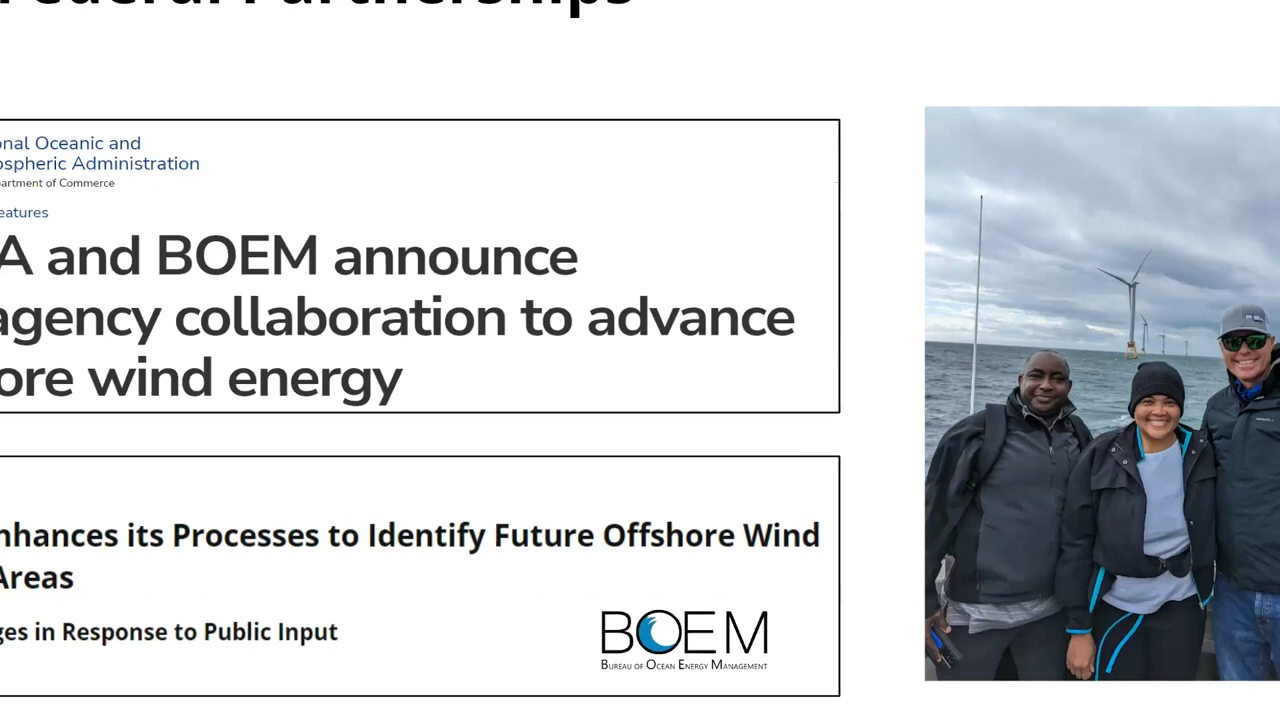 Federal Partnerships
onal Oceanic and
ospheric Administration
partment of Commerce
eatures
A and BOEM announce
agency collaboration to advance
ore wind energy
nhances its Processes to Identify Future Offshore Wind
Areas
ges in Response to Public Input
BOEM
BUREAU OF OCEAN ENERGY MANAGEMENT